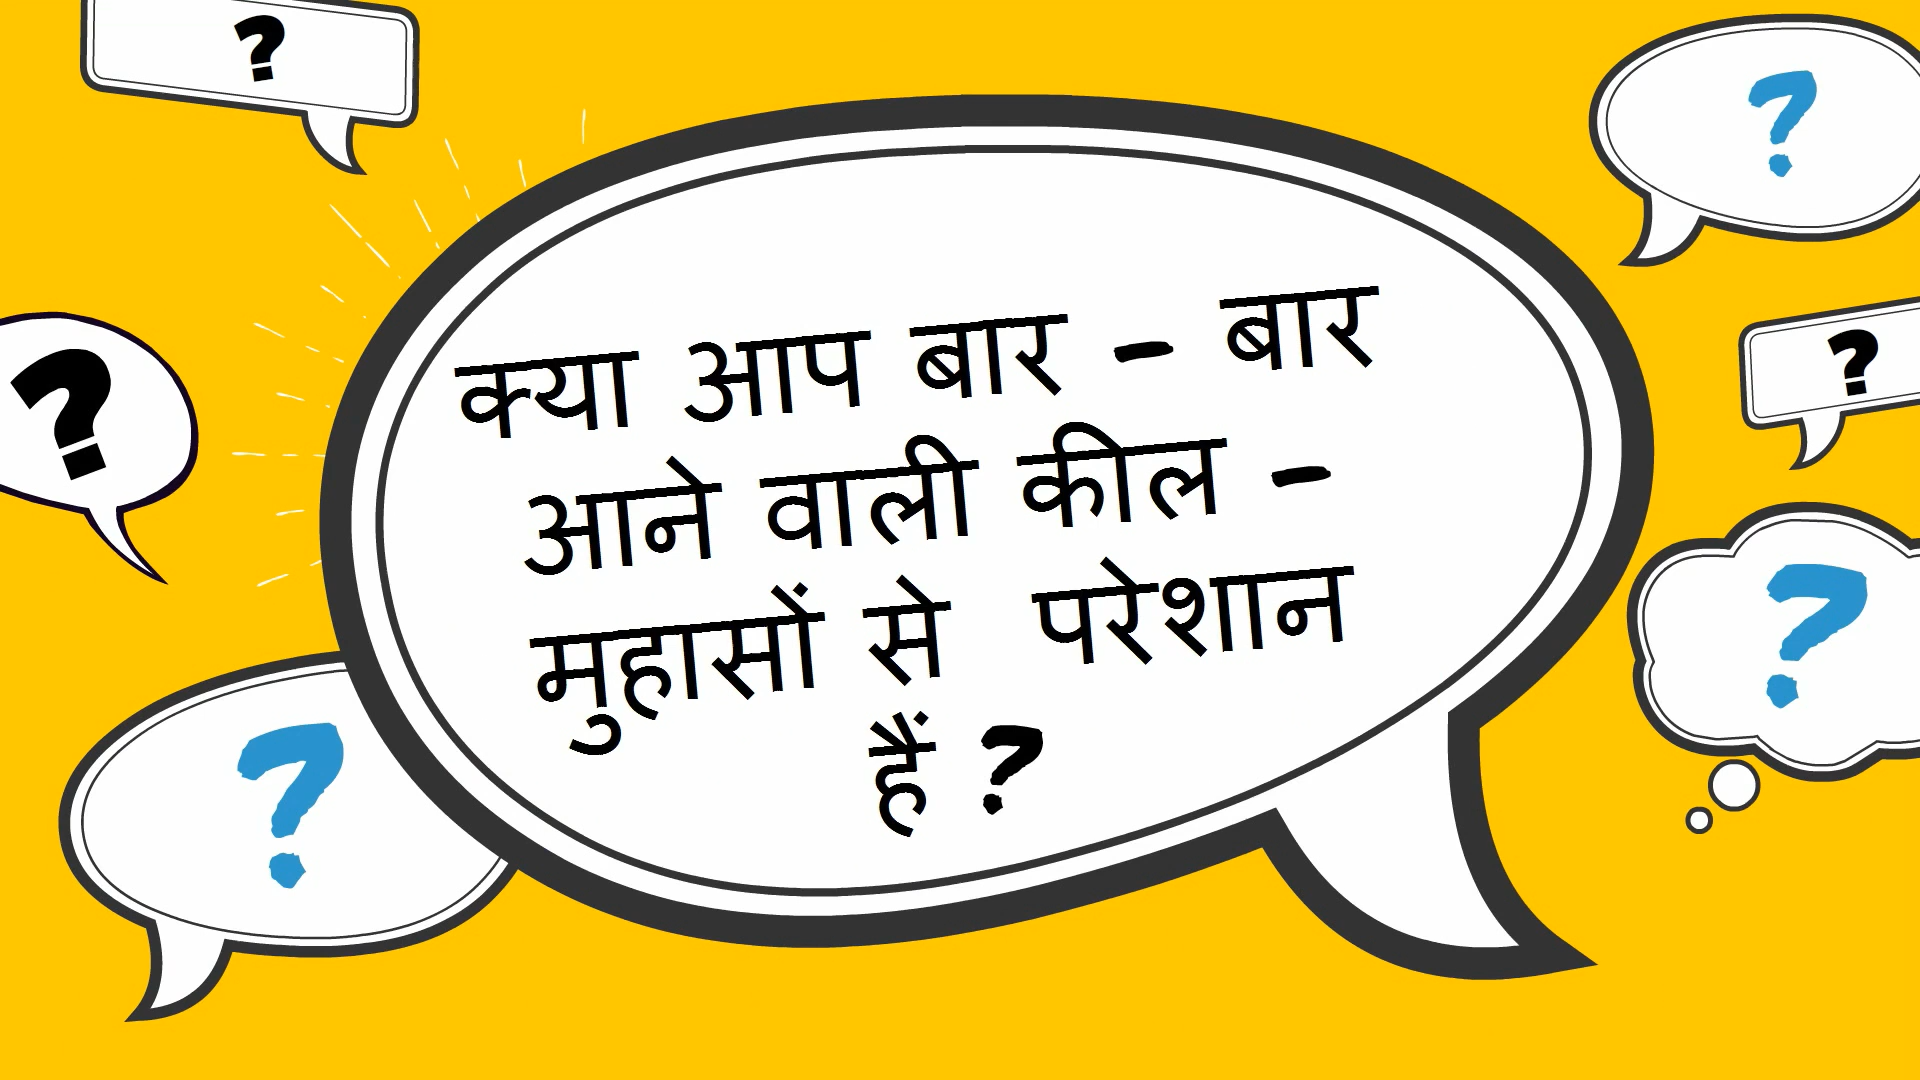 ?
?
?
?
क्या आप बार - बार
आने वाली कील -
मुहासों से परेशान
हैं ?
?
?